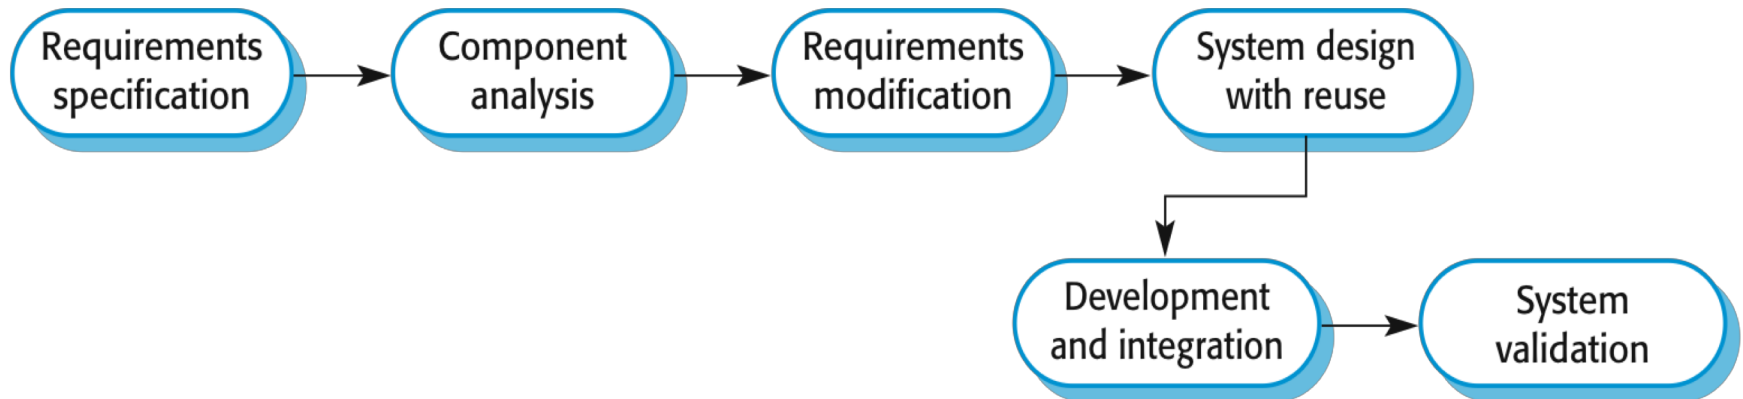 Requirements
specification
Component
analysis
Requirements
modification
System design
with reuse
Development
and integration
System
validation